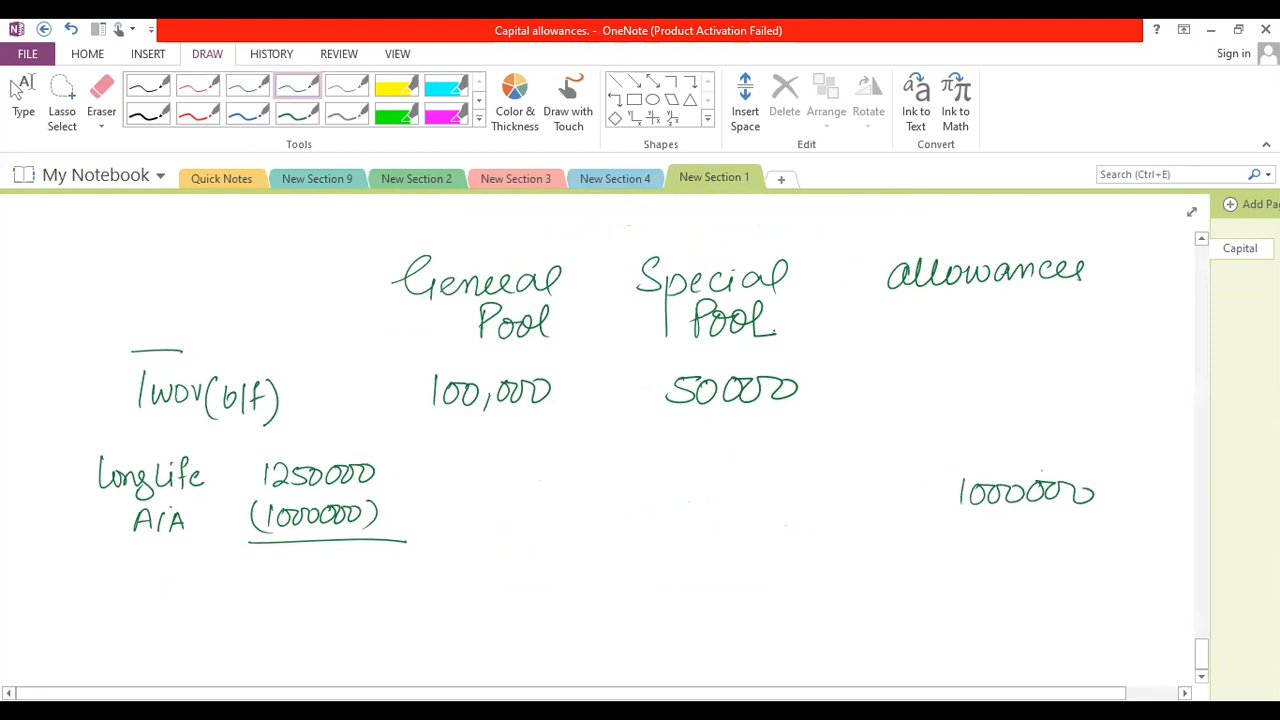 Capital allowances. - OneNote (Product Activation Failed)
FILE HOME INSERT DRAW HISTORY REVIEW VIEW
Sign in
Type
Lasso Select
Eraser
Color & Thickness
Draw with Touch
Insert Space
Delete
Arrange
Rotate
Ink to Text
Ink to Math
Tools Shapes Edit Convert
My Notebook Quick Notes New Section 9 New Section 2 New Section 3 New Section 4 New Section 1
Search (Ctrl+E)
Add Pa
Capital
General Pool
Special Pool
allowances
TWDV(b/f) 100,000 50000
Long life 1250000
AIA (1000000) 1000000